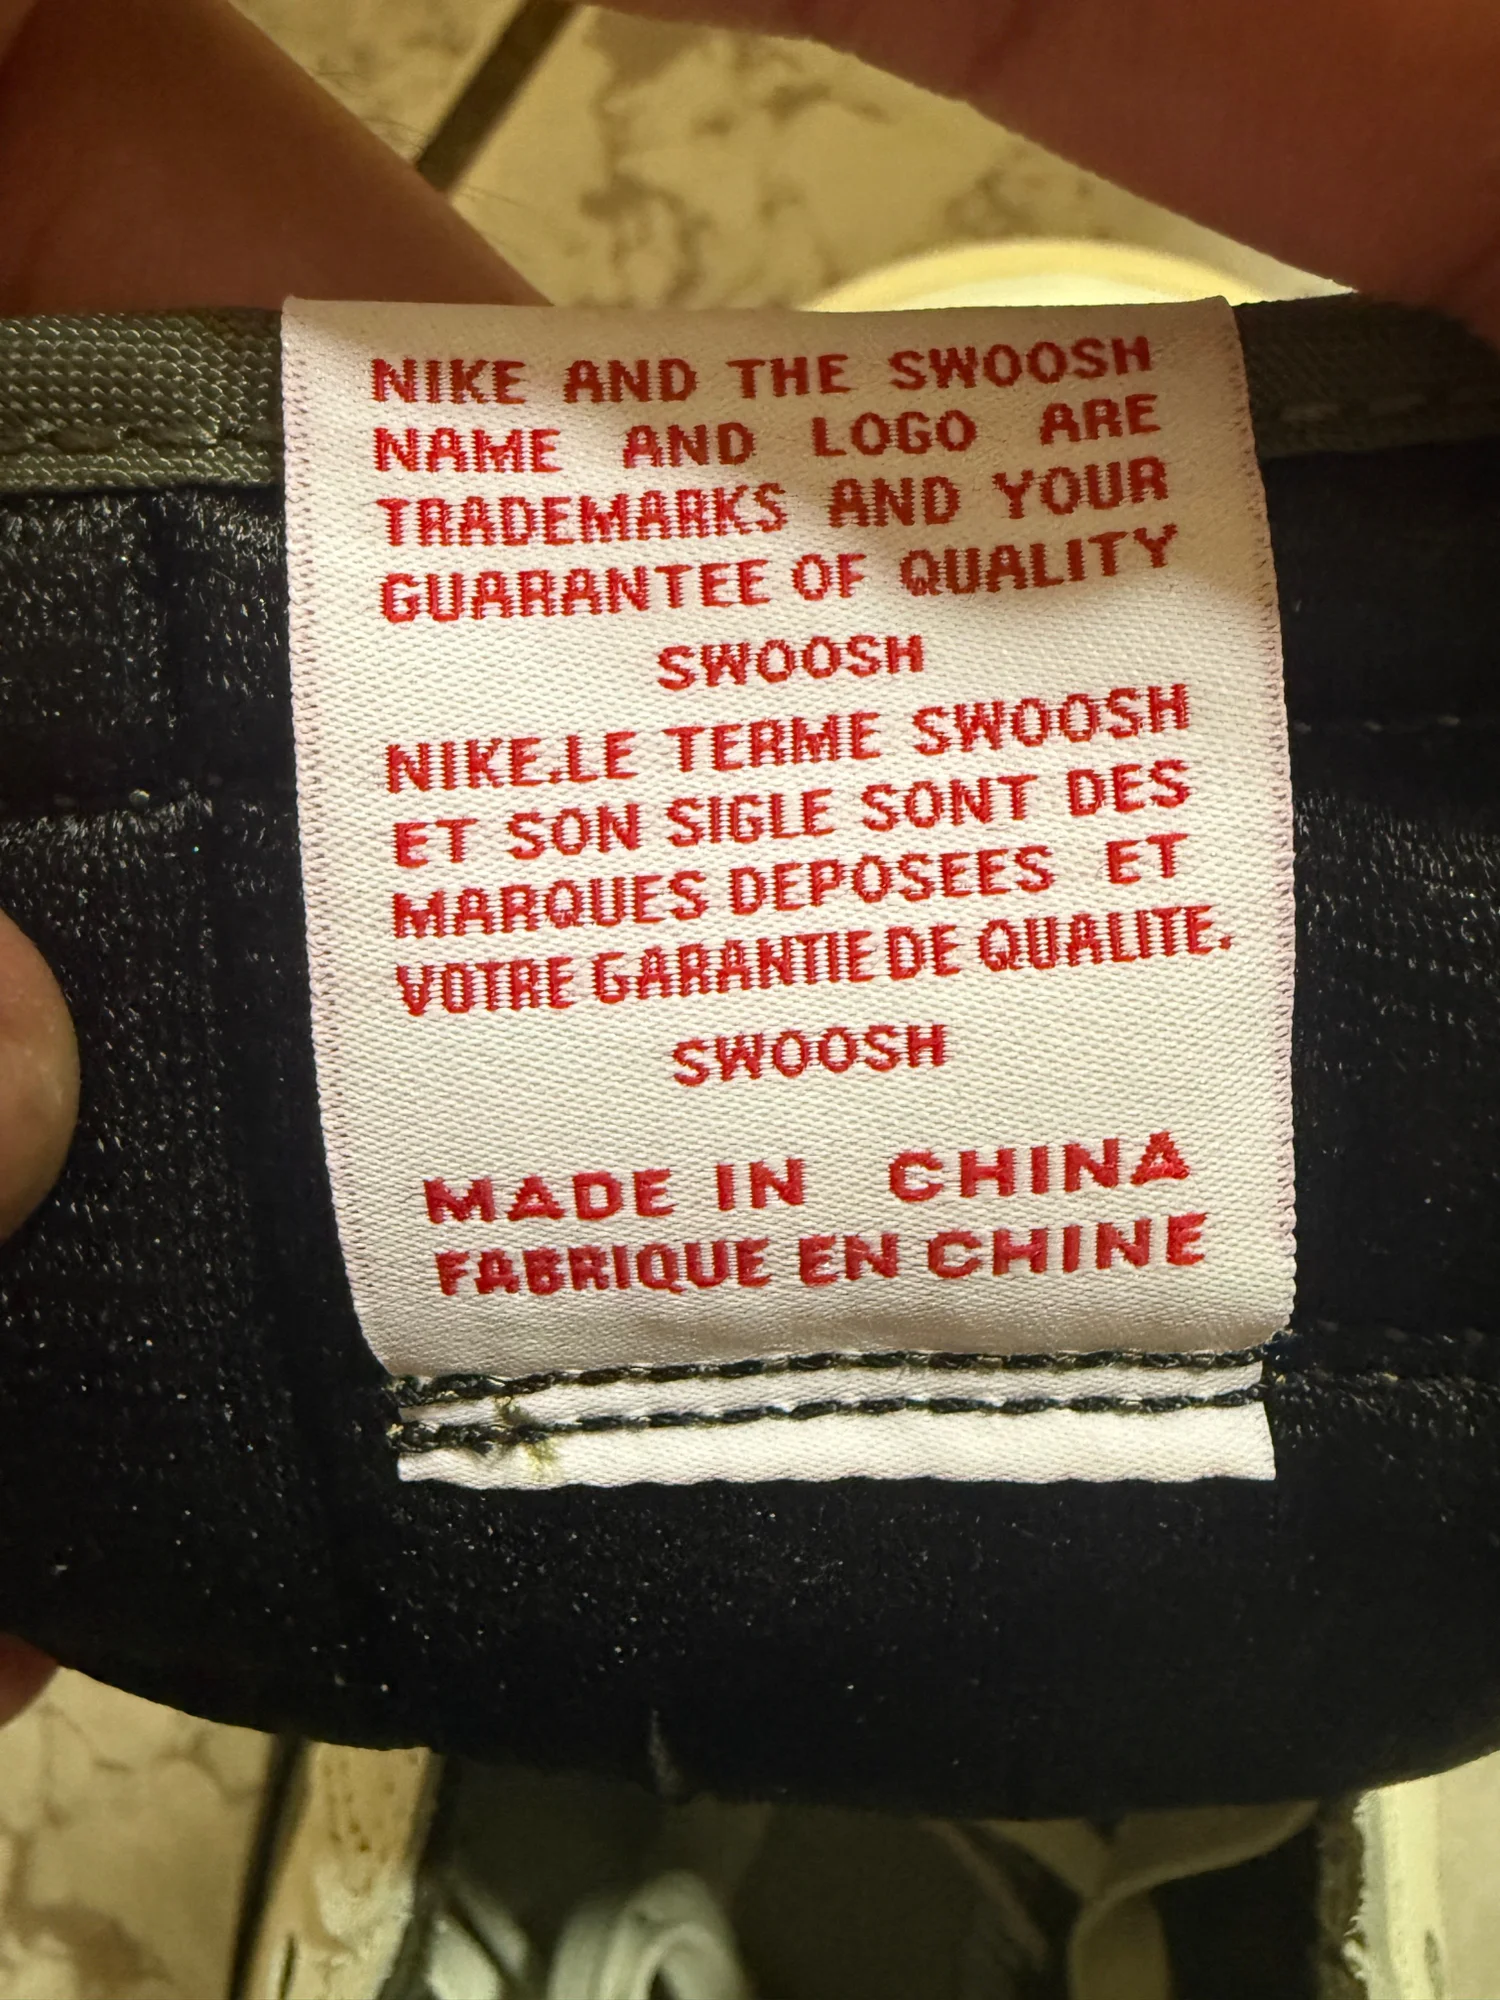 NIKE AND THE SWOOSH
NAME AND LOGO ARE
TRADEMARKS AND YOUR
GUARANTEE OF QUALITY
SWOOSH
NIKE.LE TERME SWOOSH
ET SON SIGLE SONT DES
MARQUES DEPOSEES ET
VOTRE GARANTIE DE QUALITE.
SWOOSH
MADE IN CHINA
FABRIQUE EN CHINE